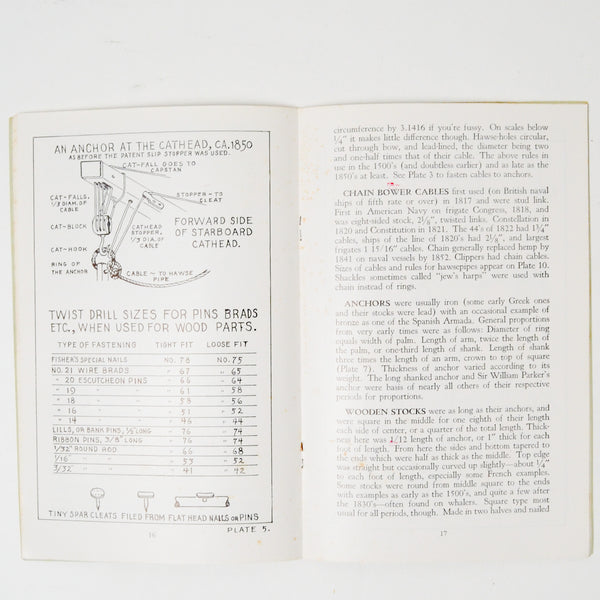 AN ANCHOR AT THE CATHEAD, CA.1850
AS BEFORE THE PATENT SLIP STOPPER WAS USED.
CAT-FALL GOES TO
CAPSTAN
CAT-FALLS,
1/3 DIAM. OF
CABLE
STOPPER-TO
CLEAT
CAT-BLOCK
CATHEAD
STOPPER,
1/3 DIA. OF
CABLE
FORWARD SIDE
OF STARBOARD
CATHEAD.
CAT-HOOK
RING OF
THE ANCHOR
CABLE~TO HAWSE
PIPE
TWIST DRILL SIZES FOR PINS BRADS
ETC., WHEN USED FOR WOOD PARTS.
TYPE OF FASTENING TIGHT FIT LOOSE FIT
FISHER'S SPECIAL NAILS NO. 78 NO. 75
NO. 21 WIRE BRADS " 67 " 65
" 20 ESCUTCHEON PINS " 66 " 64
" 19 " " 61 " 58
" 18 " " 58 " 56
" 16 " " 51 " 52
" 14 " " 46 " 44
LILLS, OR BANK PINS, 1/2" LONG " 76 " 74
RIBBON PINS, 3/8" LONG " 76 " 74
1/32" ROUND ROD " 66 " 68
1/16" " " " 53 " 52
3/32" " " " 41 " 42
TINY SPAR CLEATS FILED FROM FLAT HEAD NAILS OR PINS
PLATE 5.
16
circumference by 3.1416 if you're fussy. On scales below
1/4" it makes little difference though. Hawse-holes circular,
cut through bow, and lead-lined, the diameter being two
and one-half times that of their cable. The above rules in
use in the 1500's (and doubtless earlier) and as late as the
1850's at least. See Plate 3 to fasten cables to anchors.
CHAIN BOWER CABLES first used (on British naval
ships of fifth rate or over) in 1817 and were stud link.
First in American Navy on frigate Congress, 1818, and
was eight-sided stock, 2 1/8", twisted links. Constellation in
1820 and Constitution in 1821. The 44's of 1822 had 1 3/4"
cables, ships of the line of 1820's had 2 1/8", and largest
frigates 1 15/16" cables. Chain generally replaced hemp by
1841 on naval vessels by 1852. Clippers had chain cables.
Sizes of cables and rules for hawsepipes appear on Plate 10.
Shackles sometimes called "jew's harps" were used with
chain instead of rings.
ANCHORS were usually iron (some early Greek ones
and their stocks were lead) with an occasional example of
bronze as one of the Spanish Armada. General proportions
from very early times were as follows: Diameter of ring
equals width of palm. Length of arm, twice the length of
the palm, or one-third length of shank. Length of shank
three times the length of an arm, crown to top of square
(Plate 7). Thickness of anchor varied according to its
weight. The long shanked anchor and Sir William Parker's
anchor were basis of nearly all others of their respective
periods for proportions.
WOODEN STOCKS were as long as their anchors, and
were square in the middle for one eighth of their length
each side of center, or a quarter of the total length. Thick-
ness here was 1/12 length of anchor, or 1" thick for each
foot of length. From here the sides and bottom tapered to
the ends which were half as thick as the middle. Top edge
was straight but occasionally curved up slightly—about 1/4"
to each foot of length, especially some French examples.
Some stocks were round from middle square to the ends
with examples as early as the 1500's, and quite a few after
the 1830's—often found on whalers. Square type most
usual for all periods, though. Made in two halves and nailed
17